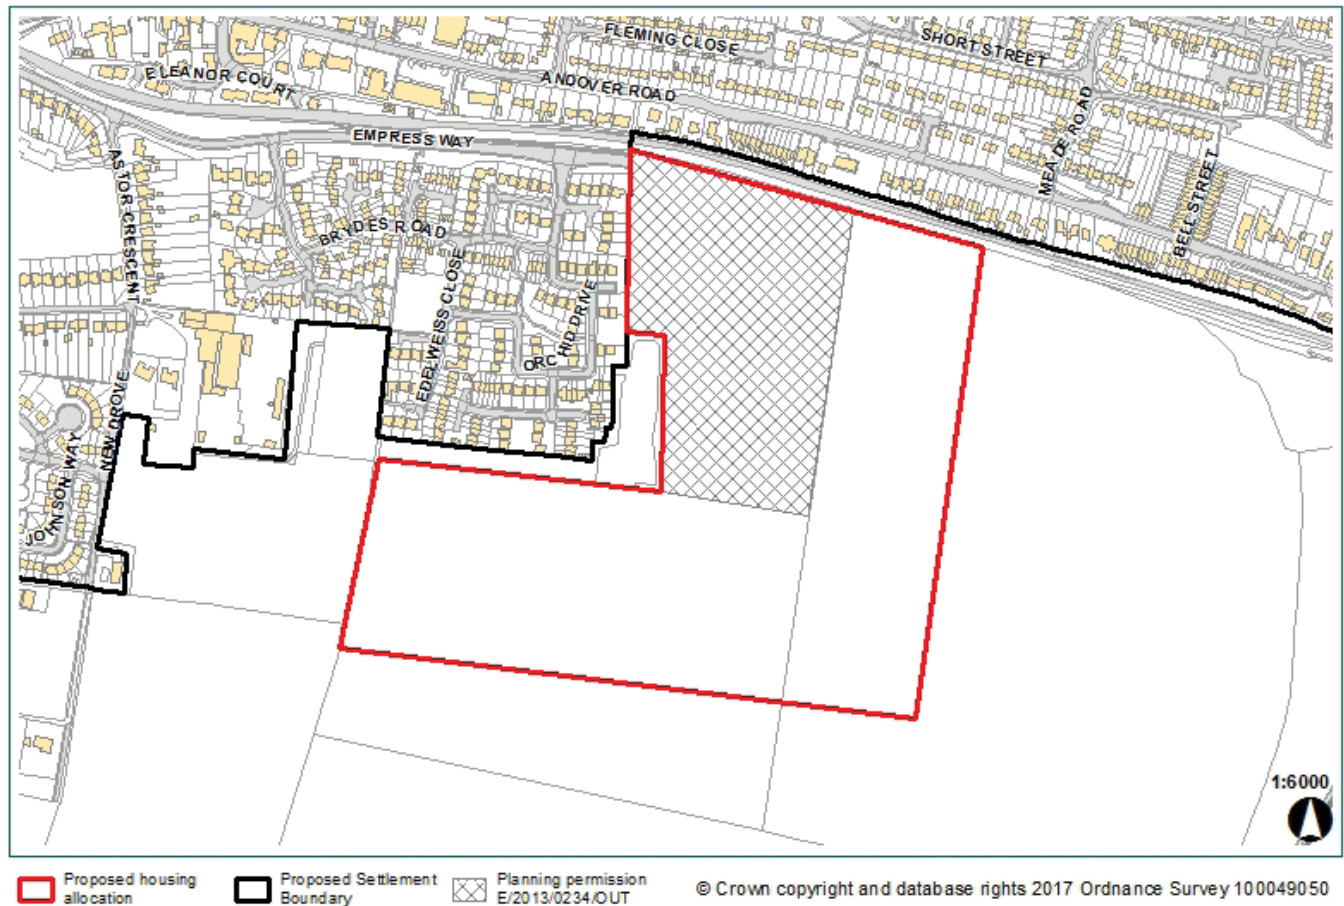 FLEMING CLOSE
SHORT STREET
ELEANOR COURT
ANDOVER ROAD
EMPRESS WAY
MEADE ROAD
BELL STREET
ASTOR CRESCENT
BRYDES ROAD
EDELWEISS CLOSE
ORCHID DRIVE
NEW DROVE
JOHNSON WAY
1:6000
Proposed housing
allocation
Proposed Settlement
Boundary
Planning permission
E/2013/0234/OUT
© Crown copyright and database rights 2017 Ordnance Survey 100049050